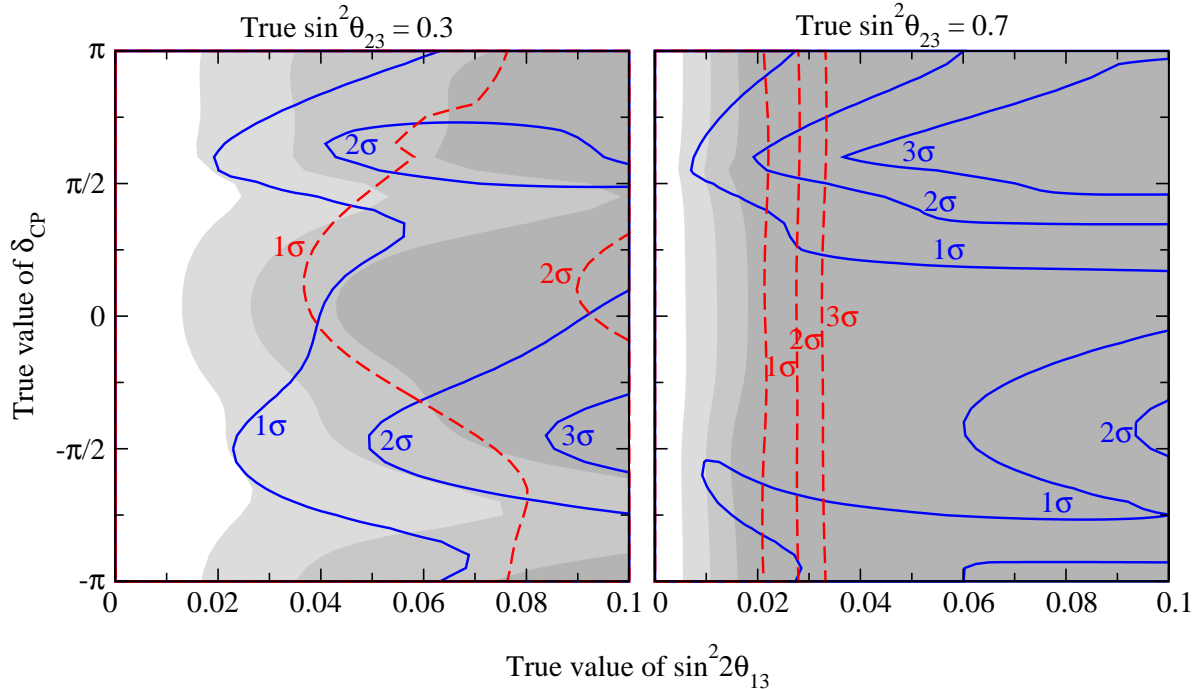 True sin²θ₂₃ = 0.3
True sin²θ₂₃ = 0.7
True value of δ_CP
π
π/2
0
-π/2
-π
2σ
1σ
2σ
1σ
2σ
3σ
3σ
2σ
1σ
3σ
2σ
1σ
2σ
1σ
0 0.02 0.04 0.06 0.08 0.1
0 0.02 0.04 0.06 0.08 0.1
True value of sin²2θ₁₃